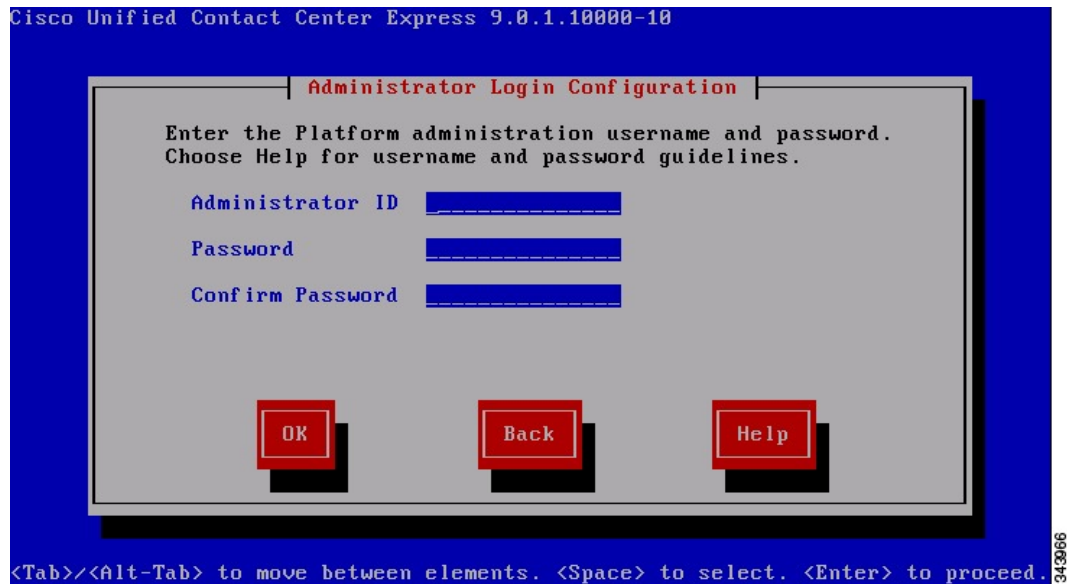 Cisco Unified Contact Center Express 9.0.1.10000-10
Administrator Login Configuration
Enter the Platform administration username and password.
Choose Help for username and password guidelines.
Administrator ID
Password
Confirm Password
OK
Back
Help
<Tab>/<Alt-Tab> to move between elements. <Space> to select. <Enter> to proceed.
343966